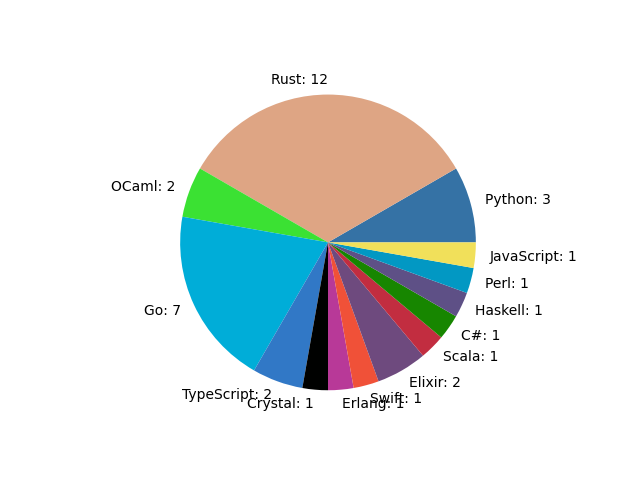 Rust: 12
OCaml: 2
Python: 3
Go: 7
JavaScript: 1
Perl: 1
Haskell: 1
C#: 1
Scala: 1
Elixir: 2
TypeScript: 2
Swift: 1
Crystal: 1
Erlang: 1